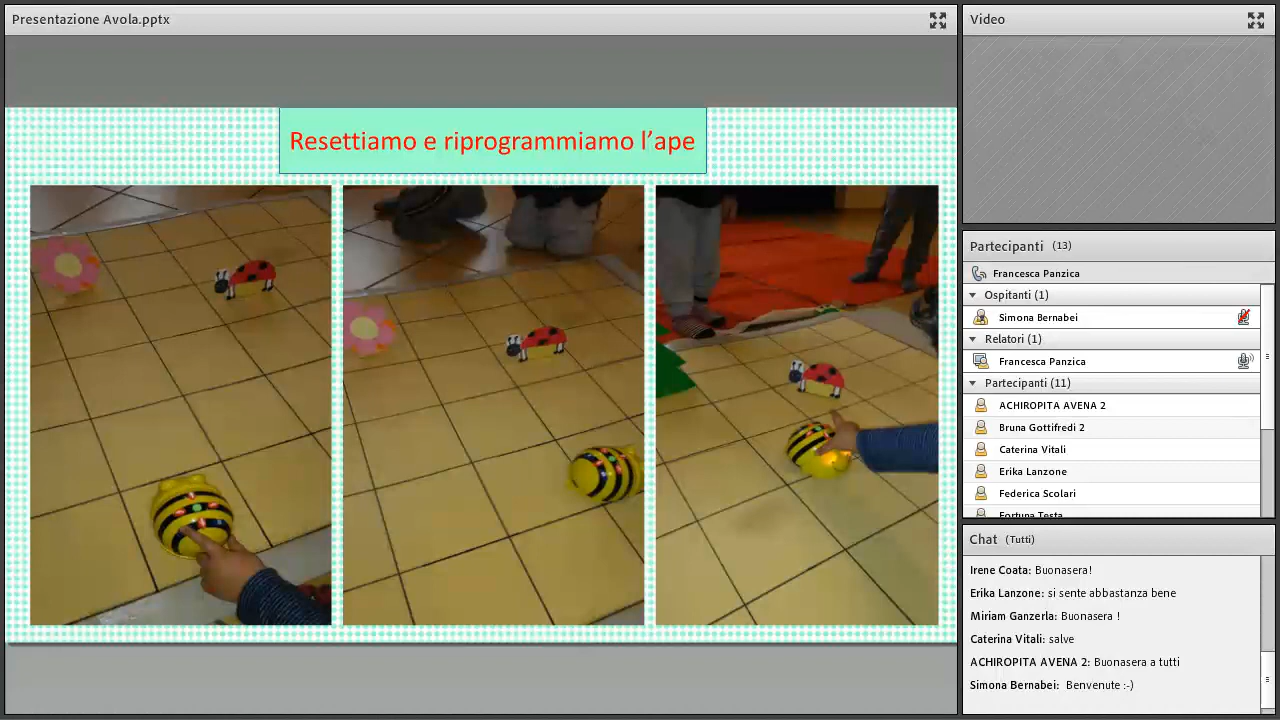 Presentazione Avola.pptx
Resettiamo e riprogrammiamo l’ape
Video
Partecipanti (13)
Francesca Panzica
Ospitanti (1)
Simona Bernabei
Relatori (1)
Francesca Panzica
Partecipanti (11)
ACHIROPITA AVENA 2
Bruna Gottifredi 2
Caterina Vitali
Erika Lanzone
Federica Scolari
Fortuna Testa
Chat (Tutti)
Irene Coata: Buonasera!
Erika Lanzone: si sente abbastanza bene
Miriam Gamboria: Buonasera !
Caterina Vitali: salve
ACHIROPITA AVENA 2: Buonasera a tutti
Simona Bernabei: Benvenute :-)